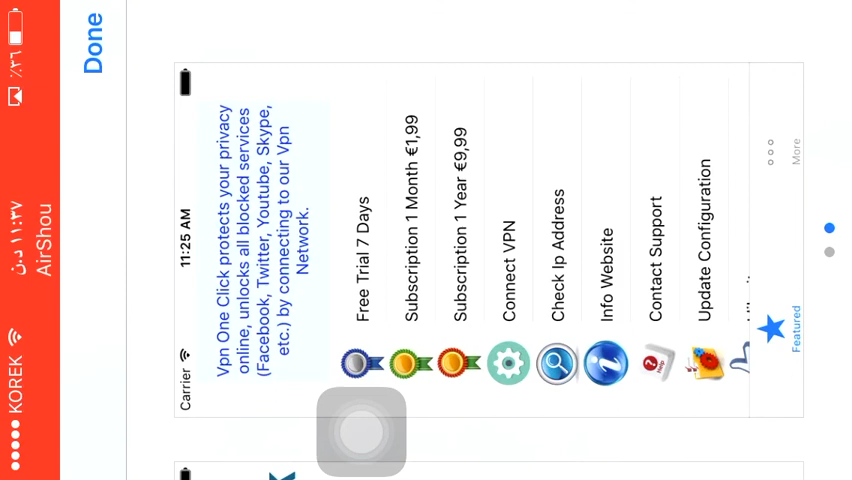 KOREK
١١:٣٧ د.ن
٪٣٦
AirShou
Done
Carrier
11:25 AM
Vpn One Click protects your privacy
online, unlocks all blocked services
(Facebook, Twitter, Youtube, Skype,
etc.) by connecting to our Vpn
Network.
Free Trial 7 Days
Subscription 1 Month €1,99
Subscription 1 Year €9,99
Connect VPN
Check Ip Address
Info Website
Contact Support
Help
Update Configuration
Featured
More